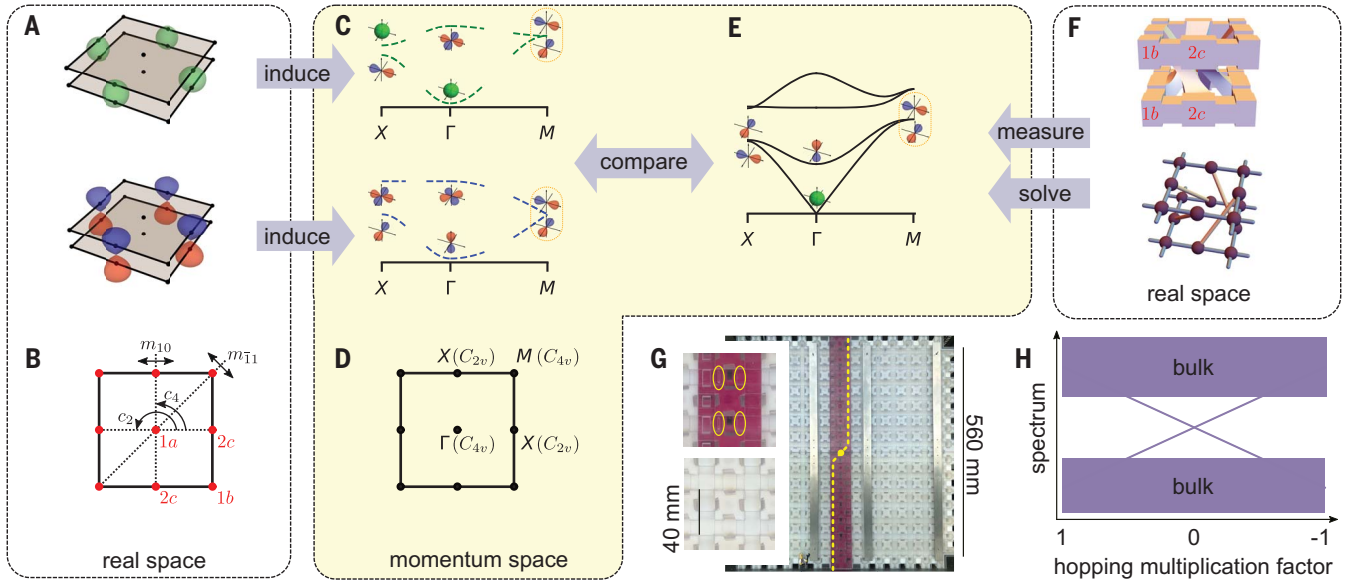 A
induce
induce
B
m10
m1̄1
c2
c4
1a
2c
2c
1b
real space
C
X
Γ
M
X
Γ
M
compare
D
X(C2v)
M (C4v)
Γ(C4v)
X(C2v)
momentum space
E
X
Γ
M
measure
solve
F
1b
2c
1b
2c
real space
G
40 mm
560 mm
H
bulk
bulk
spectrum
1
0
-1
hopping multiplication factor